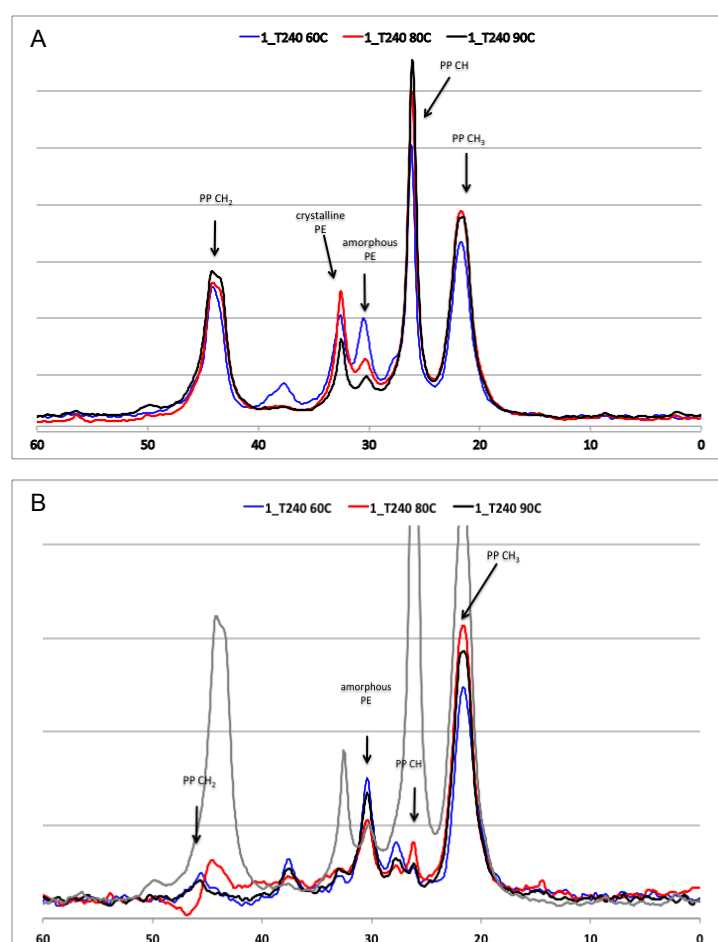 A
1_T240 60C 1_T240 80C 1_T240 90C
PP CH
PP CH₃
PP CH₂
crystalline
PE
amorphous
PE
60 50 40 30 20 10 0
B
1_T240 60C 1_T240 80C 1_T240 90C
PP CH₃
amorphous
PE
PP CH
PP CH₂
60 50 40 30 20 10 0